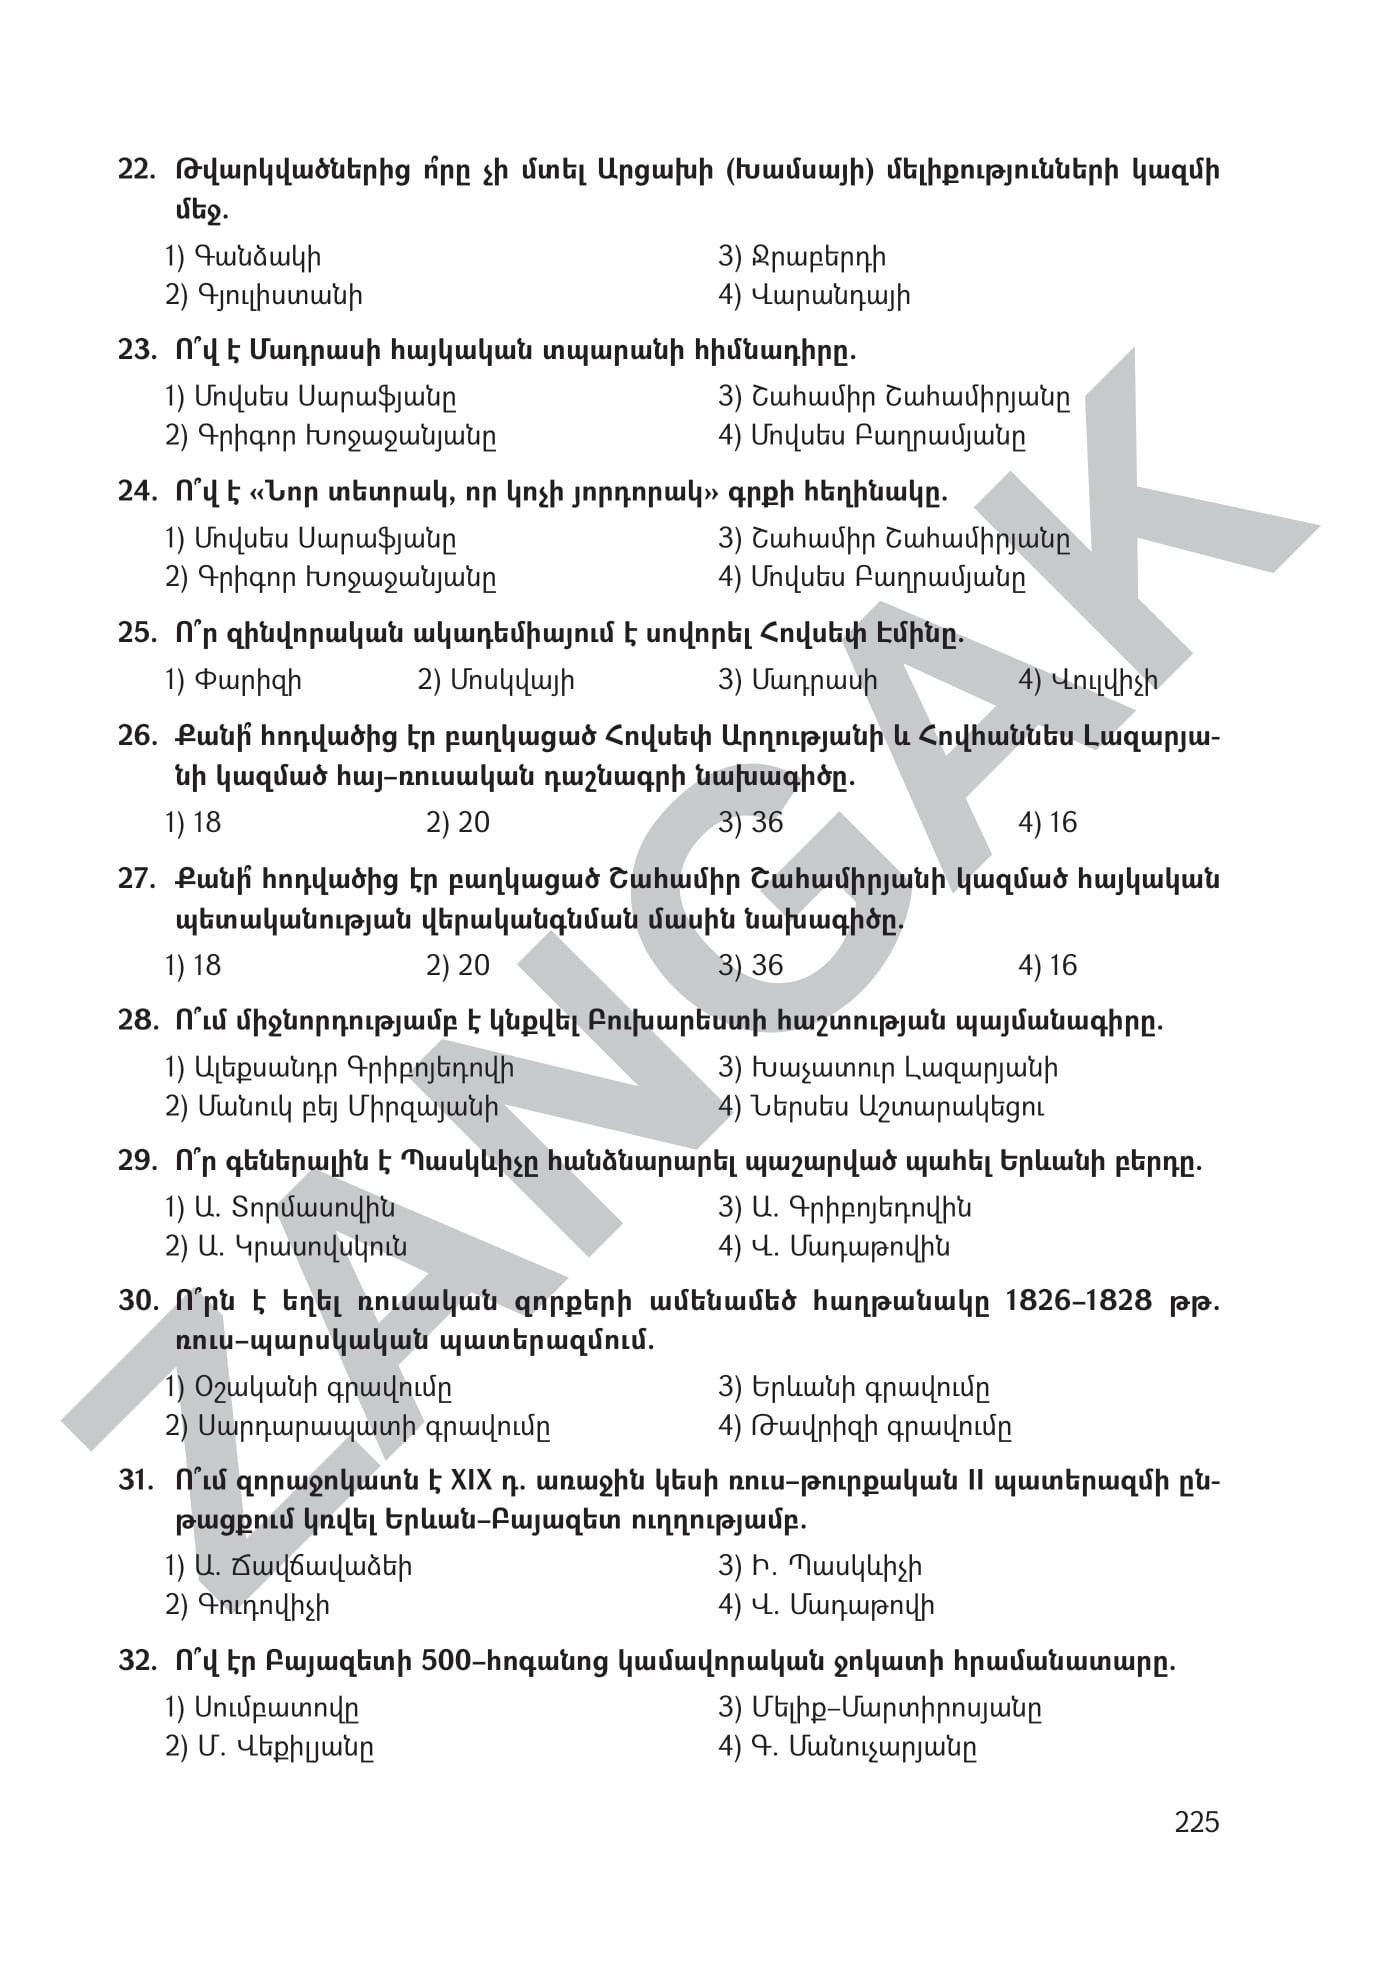 22. Թվարկվածներից ո՞րը չի մտել Արցախի (Խամսայի) մելիքությունների կազմի
մեջ.
1) Գանձակի 3) Ջրաբերդի
2) Գյուլիստանի 4) Վարանդայի
23. Ո՞վ է Մադրասի հայկական տպարանի հիմնադիրը.
1) Մովսես Սարաֆյանը 3) Շահամիր Շահամիրյանը
2) Գրիգոր Խոջաջանյանը 4) Մովսես Բաղրամյանը
24. Ո՞վ է «Նոր տետրակ, որ կոչի յորդորակ» գրքի հեղինակը.
1) Մովսես Սարաֆյանը 3) Շահամիր Շահամիրյանը
2) Գրիգոր Խոջաջանյանը 4) Մովսես Բաղրամյանը
25. Ո՞ր զինվորական ակադեմիայում է սովորել Հովսեփ Էմինը.
1) Փարիզի 2) Մոսկվայի 3) Մադրասի 4) Վուլվիչի
26. Քանի՞ հոդվածից էր բաղկացած Հովսեփ Արղության­ի և Հովհաննես Լազարյա-
նի կազմած հայ–ռուսական դաշնագրի նախագիծը.
1) 18 2) 20 3) 36 4) 16
27. Քանի՞ հոդվածից էր բաղկացած Շահամիր Շահամիրյանի կազմած հայկական
պետականության վերականգնման մասին նախագիծը.
1) 18 2) 20 3) 36 4) 16
28. Ո՞ւմ միջնորդությամբ է կնքվել Բուխարեստի հաշտության պայմանագիրը.
1) Ալեքսանդր Գրիբոյեդովի 3) Խաչատուր Լազարյանի
2) Մանուկ բեյ Միրզայանի 4) Ներսես Աշտարակեցու
29. Ո՞ր գեներալին է Պասկևիչը հանձնարարել պաշարված պահել Երևանի բերդը.
1) Ա. Տորմասովին 3) Ա. Գրիբոյեդովին
2) Ա. Կրասովսկուն 4) Վ. Մադաթովին
30. Ո՞րն է եղել ռուսական զորքերի ամենամեծ հաղթանակը 1826–1828 թթ.
ռուս–պարսկական պատերազմում.
1) Օշականի գրավումը 3) Երևանի գրավումը
2) Սարդարապատի գրավումը 4) Թավրիզի գրավումը
31. Ո՞ւմ զորաջոկատն է XIX դ. առաջին կեսի ռուս–թուրքական II պատերազմի ըն-
թացքում կռվել Երևան–Բայազետ ուղղությամբ.
1) Ա. Ճավճավաձեի 3) Ի. Պասկևիչի
2) Գուդովիչի 4) Վ. Մադաթովի
32. Ո՞վ էր Բայազետի 500–հոգանոց կամավորական ջոկատի հրամանատարը.
1) Սումբատովը 3) Մելիք–Մարտիրոսյանը
2) Մ. Վեքիլյանը 4) Գ. Մանուչարյանը
225
ZANGAK